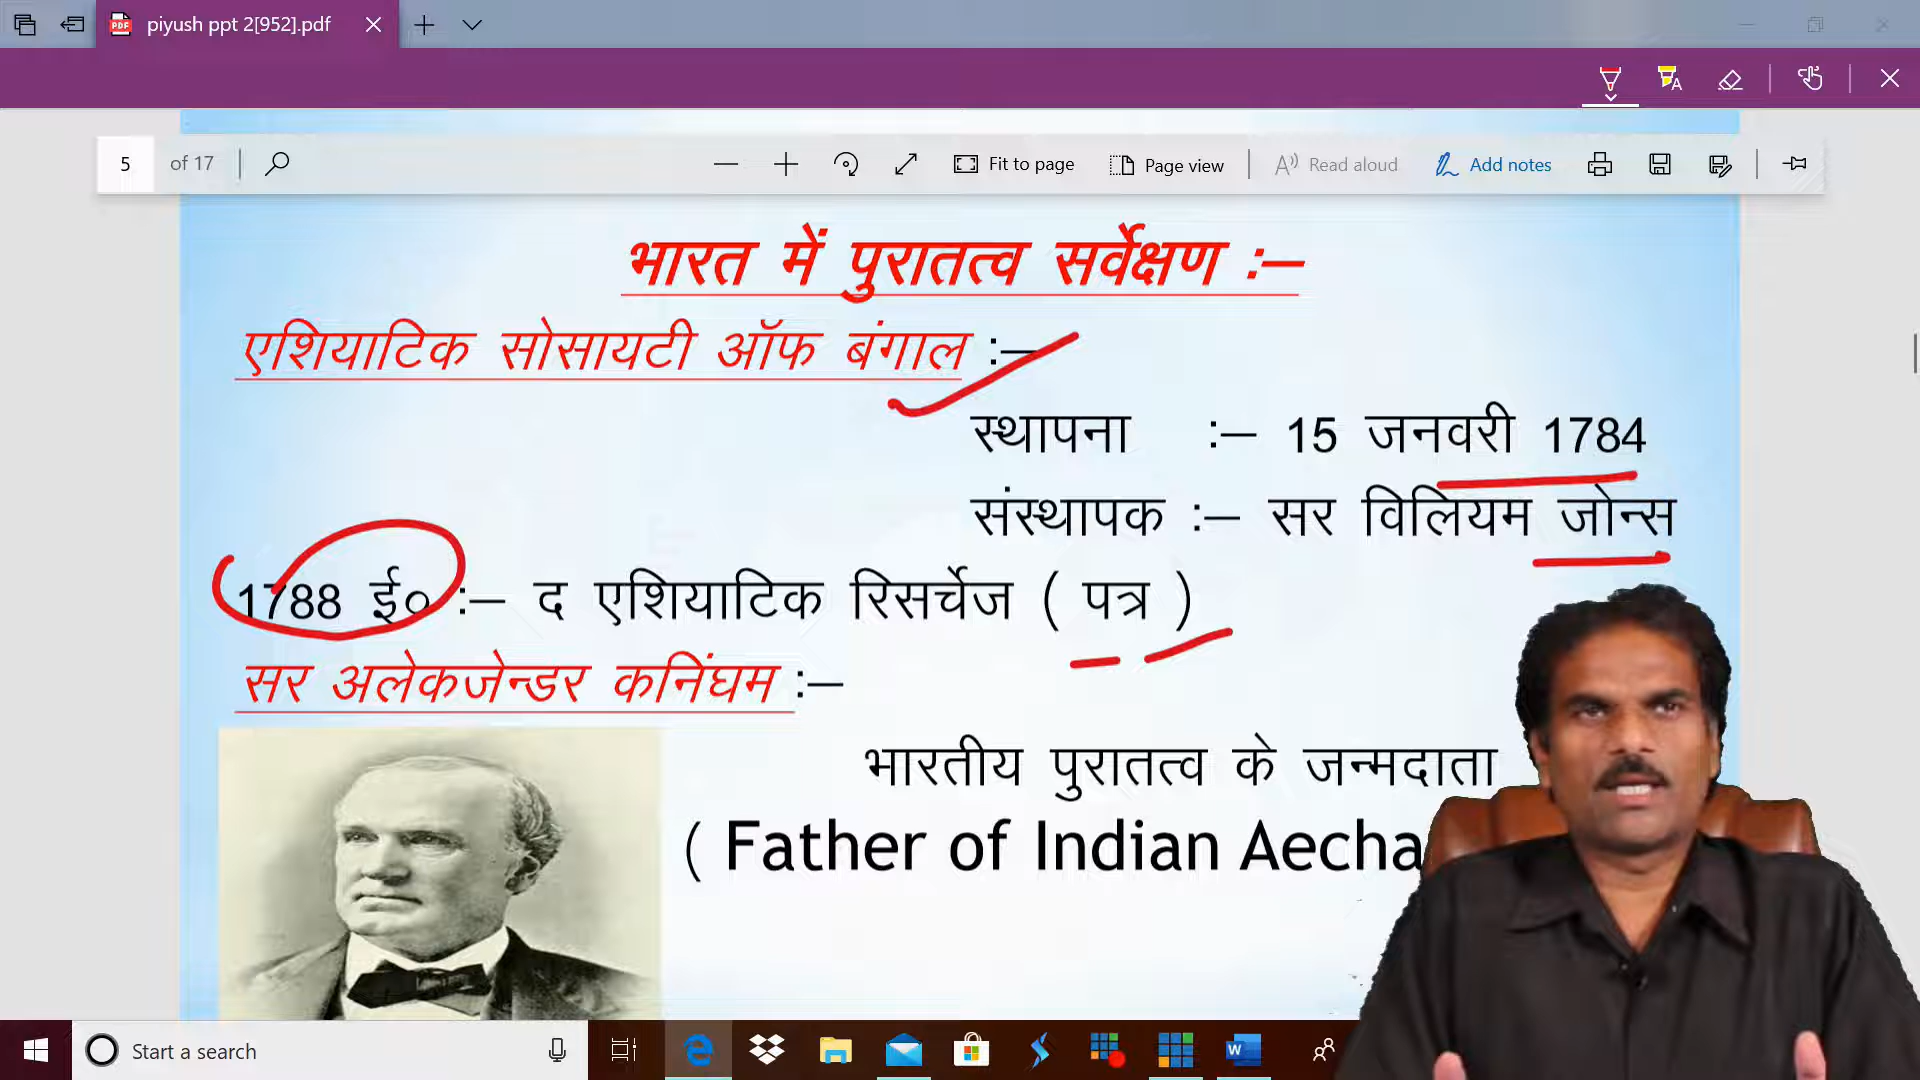 piyush ppt 2[952].pdf
5 of 17
Fit to page
Page view
Read aloud
Add notes
भारत में पुरातत्व सर्वेक्षण :–
एशियाटिक सोसायटी ऑफ बंगाल :–
स्थापना :– 15 जनवरी 1784
संस्थापक :– सर विलियम जोन्स
1788 ई० :– द एशियाटिक रिसर्चेज ( पत्र )
सर अलेकजेन्डर कनिंघम :–
भारतीय पुरातत्व के जन्मदाता
( Father of Indian Aecha
Start a search